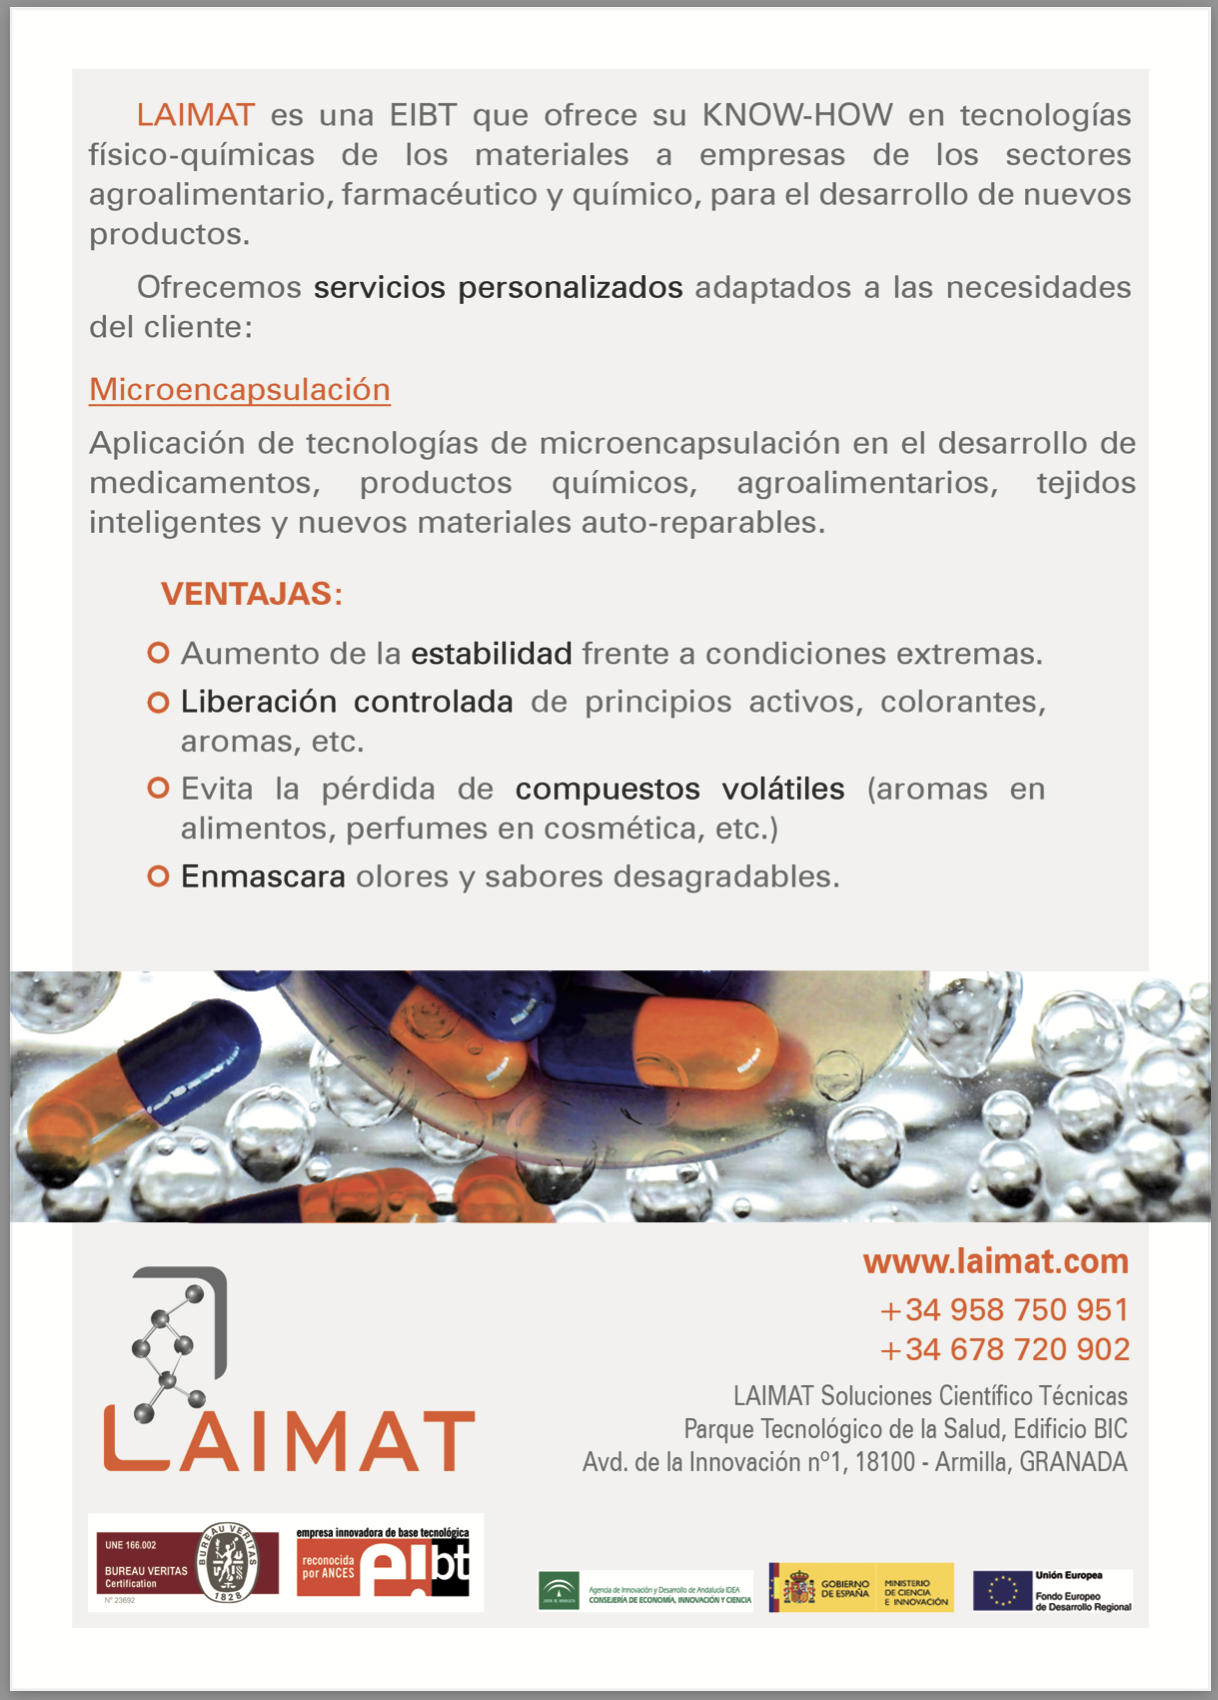 LAIMAT es una EIBT que ofrece su KNOW-HOW en tecnologías
físico-químicas de los materiales a empresas de los sectores
agroalimentario, farmacéutico y químico, para el desarrollo de nuevos
productos.
Ofrecemos servicios personalizados adaptados a las necesidades
del cliente:
Microencapsulación
Aplicación de tecnologías de microencapsulación en el desarrollo de
medicamentos, productos químicos, agroalimentarios, tejidos
inteligentes y nuevos materiales auto-reparables.
VENTAJAS:
Aumento de la estabilidad frente a condiciones extremas.
Liberación controlada de principios activos, colorantes,
aromas, etc.
Evita la pérdida de compuestos volátiles (aromas en
alimentos, perfumes en cosmética, etc.)
Enmascara olores y sabores desagradables.
www.laimat.com
+34 958 750 951
+34 678 720 902
LAIMAT Soluciones Científico Técnicas
Parque Tecnológico de la Salud, Edificio BIC
Avd. de la Innovación nº1, 18100 - Armilla, GRANADA
LAIMAT
UNE 166.002
BUREAU VERITAS
Certification
N° 23692
BUREAU VERITAS
1828
empresa innovadora de base tecnológica
reconocida
por ANCES
eibt
Agencia de Innovación y Desarrollo de Andalucía IDEA
CONSEJERÍA DE ECONOMÍA, INNOVACIÓN Y CIENCIA
GOBIERNO
DE ESPAÑA
MINISTERIO
DE CIENCIA
E INNOVACIÓN
Unión Europea
Fondo Europeo
de Desarrollo Regional